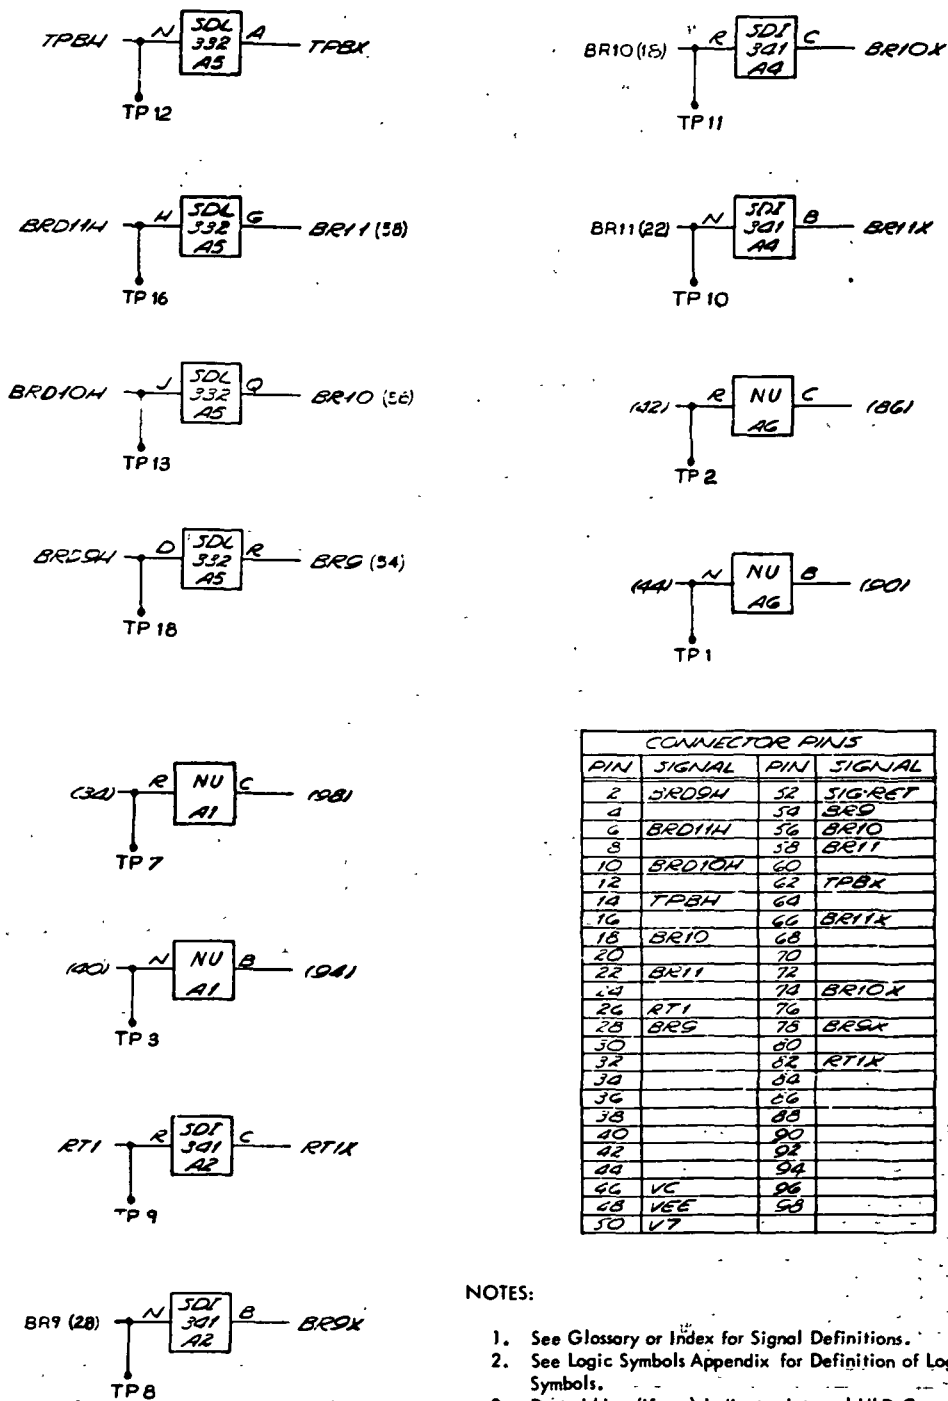 TPBH N SDL 332 A5 A TPBX
TP 12
BRD11H H SDL 332 A5 G BR11 (58)
TP 16
BRD10H J SDL 332 A5 Q BR10
TP 13
D SDL 332 A5 R BR9 (54)
TP 18
(34) R NU A1 C (98)
TP 7
(40) N NU A1 B (94)
TP 3
RT1 R SDI 341 A2 C RT1X
TP 9
BR9 (28) N SDI 341 A2 B BR9X
TP 8
BR10 (18) R SDI 341 A4 C BR10X
TP 11
BR11 (22) N SDI 341 A4 B BR11X
TP 10
R NU A6 C (86)
TP 2
(44) N NU A6 B (90)
TP 1
CONNECTOR PINS
PIN SIGNAL PIN SIGNAL
2 BRD9H 52 SIG-RET
4 54 BR9
6 BRD11H 56 BR10
8 58 BR11
10 BRD10H 60
12 62 TPBX
14 TPBH 64
16 66 BR11X
18 BR10 68
20 70
22 BR11 72
24 74 BR10X
26 RT1 76
28 BR9 78 BR9X
30 80
32 82 RT1X
34 84
36 86
38 88
40 90
42 92
44 94
46 VC 96
48 VEE 98
50 V7
NOTES:
1. See Glossary or Index for Signal Definitions.
2. See Logic Symbols Appendix for Definition of
Symbols.